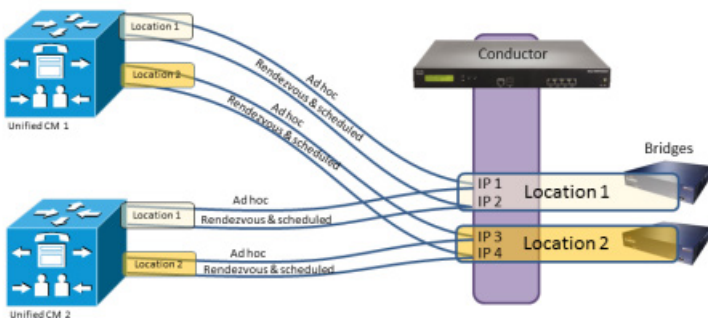 Location 1
Ad hoc
Rendezvous & scheduled
Location 2
Ad hoc
Rendezvous & scheduled
Unified CM 1
Conductor
Bridges
IP 1
IP 2
Location 1
IP 3
IP 4
Location 2
Location 1
Ad hoc
Rendezvous & scheduled
Location 2
Ad hoc
Rendezvous & scheduled
Unified CM 2